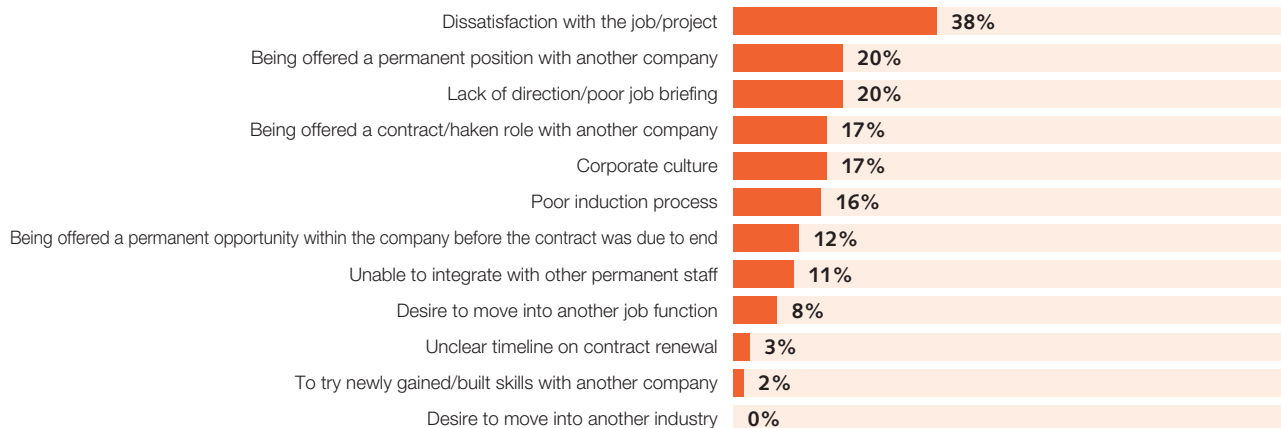 Dissatisfaction with the job/project 38%
Being offered a permanent position with another company 20%
Lack of direction/poor job briefing 20%
Being offered a contract/haken role with another company 17%
Corporate culture 17%
Poor induction process 16%
Being offered a permanent opportunity within the company before the contract was due to end 12%
Unable to integrate with other permanent staff 11%
Desire to move into another job function 8%
Unclear timeline on contract renewal 3%
To try newly gained/built skills with another company 2%
Desire to move into another industry 0%